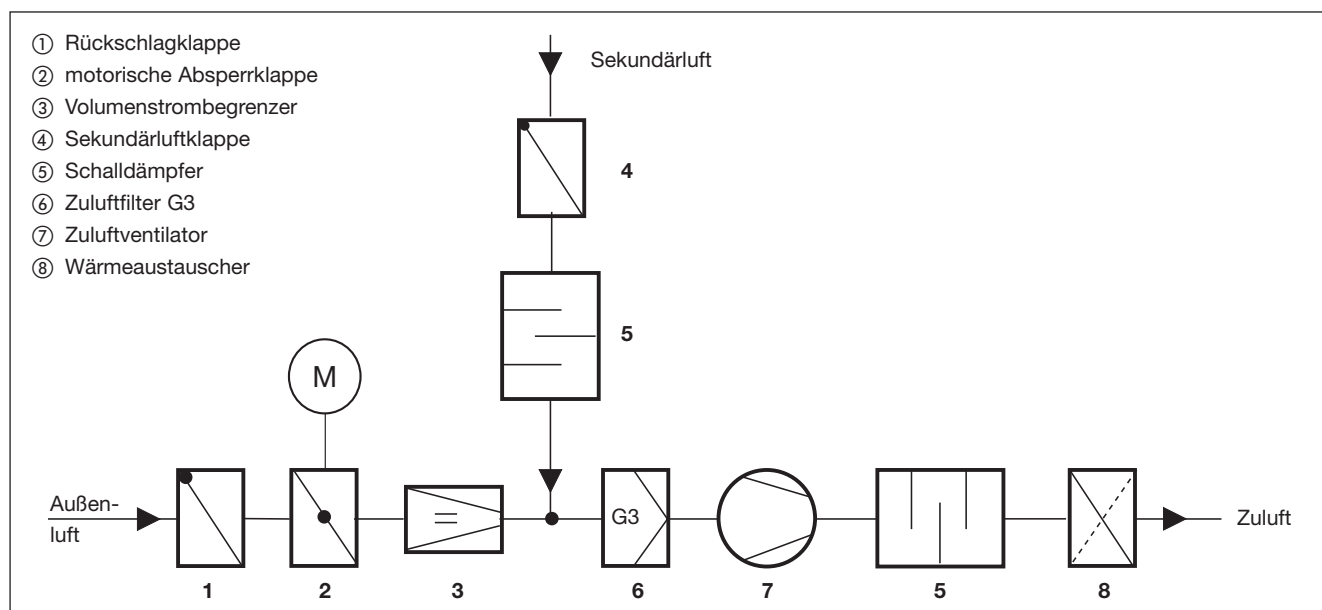 ① Rückschlagklappe
② motorische Absperrklappe
③ Volumenstrombegrenzer
④ Sekundärluftklappe
⑤ Schalldämpfer
⑥ Zuluftfilter G3
⑦ Zuluftventilator
⑧ Wärmeaustauscher
Sekundärluft
4
5
M
Außen-
luft
G3
Zuluft
1
2
3
6
7
5
8